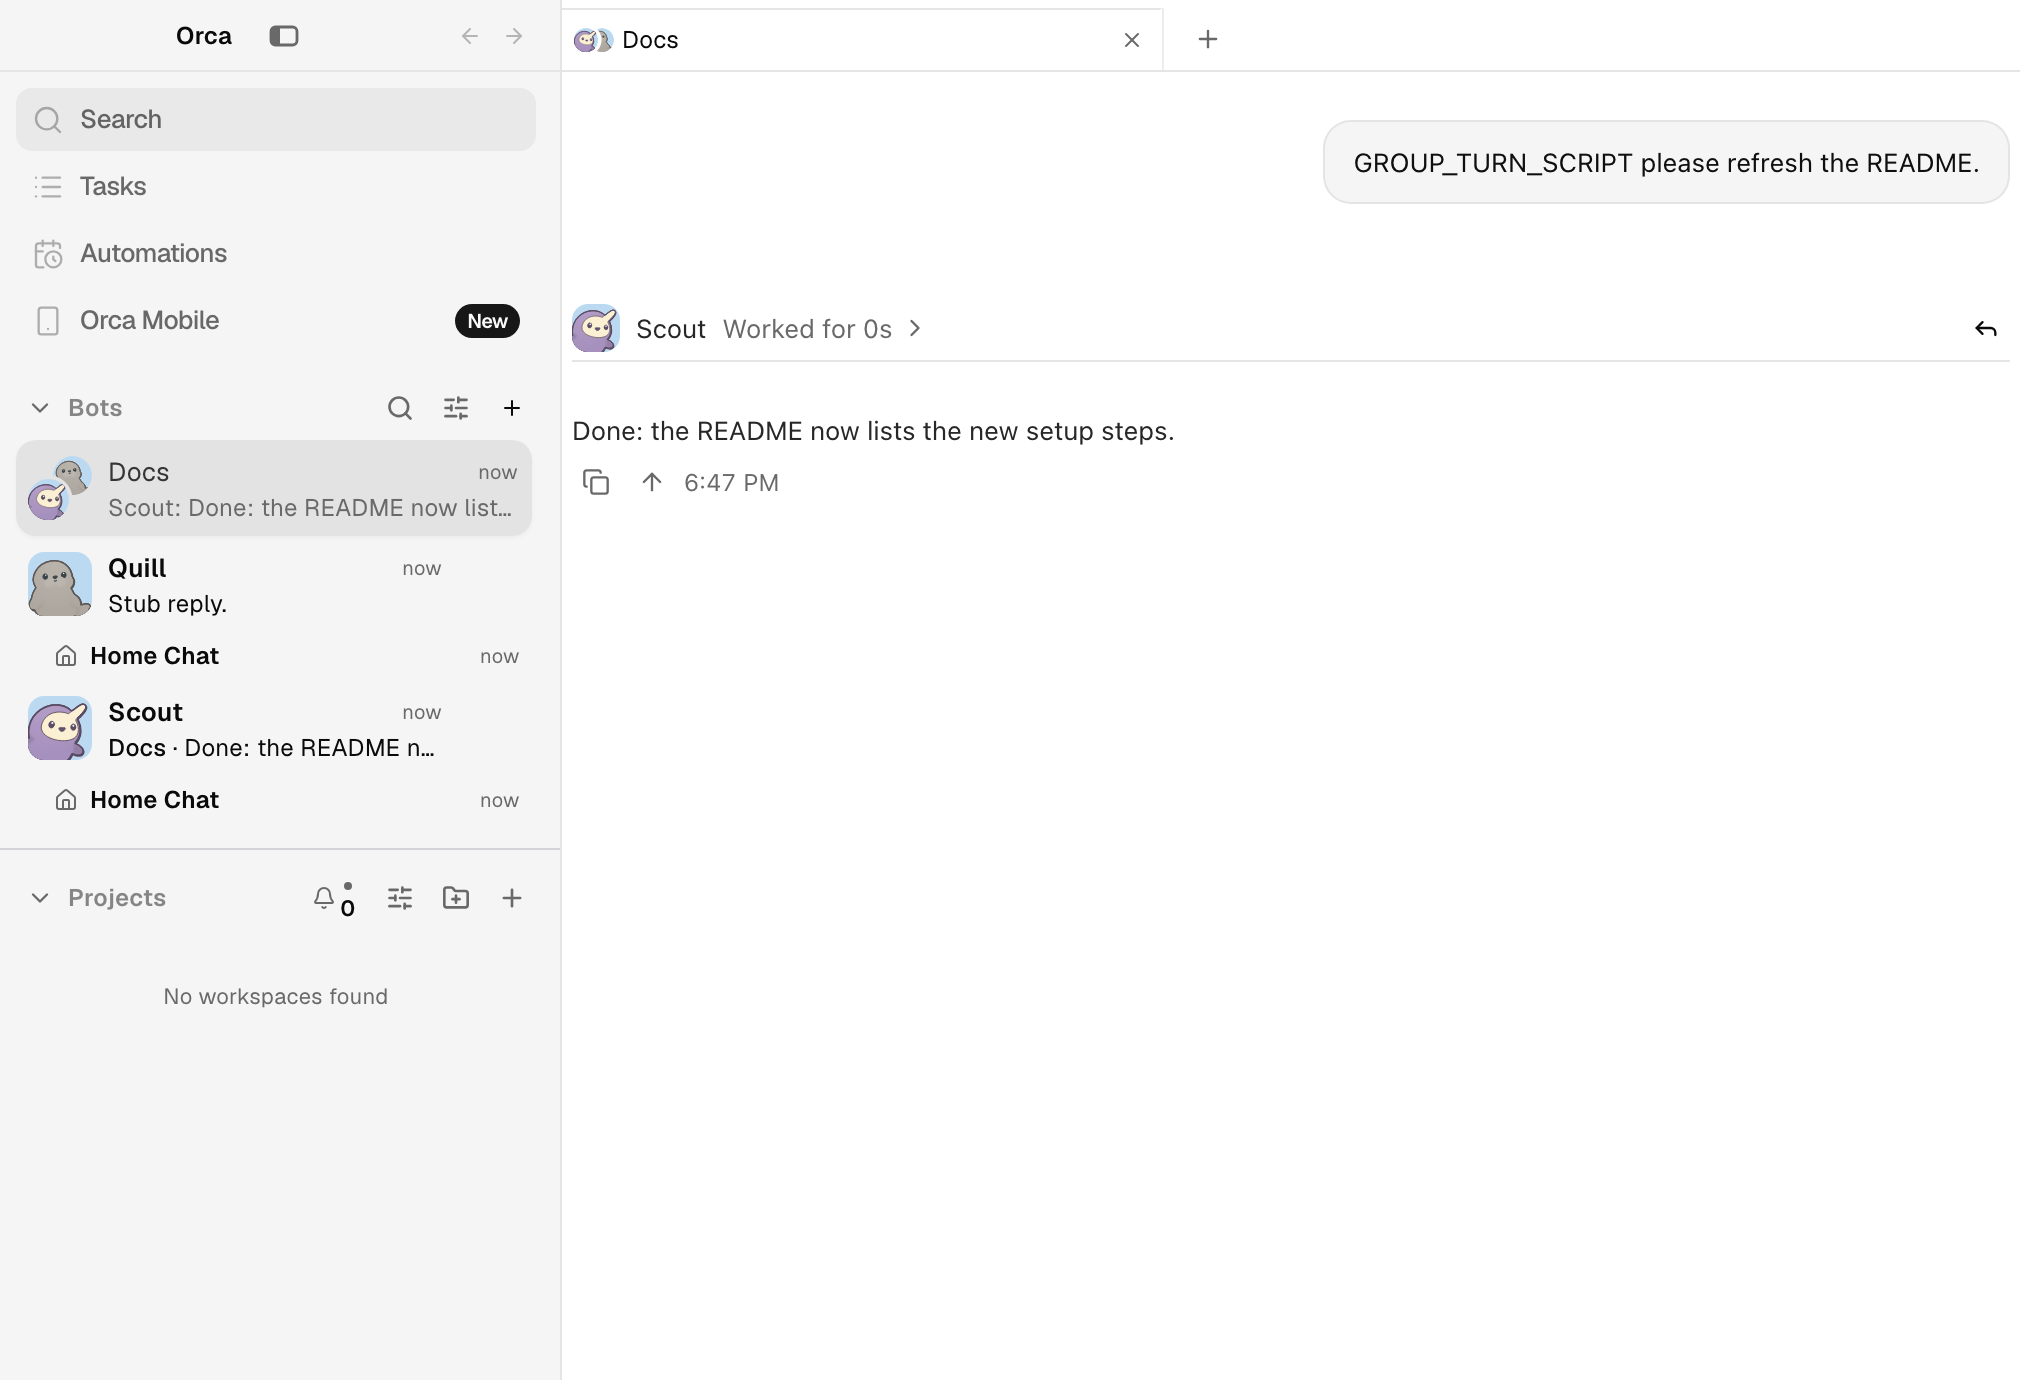 Orca
Docs
Search
Tasks
Automations
Orca Mobile
New
Bots
Docs
now
Scout: Done: the README now list...
Quill
now
Stub reply.
Home Chat
now
Scout
now
Docs · Done: the README n...
Home Chat
now
Projects
0
No workspaces found
GROUP_TURN_SCRIPT please refresh the README.
Scout Worked for 0s
Done: the README now lists the new setup steps.
6:47 PM